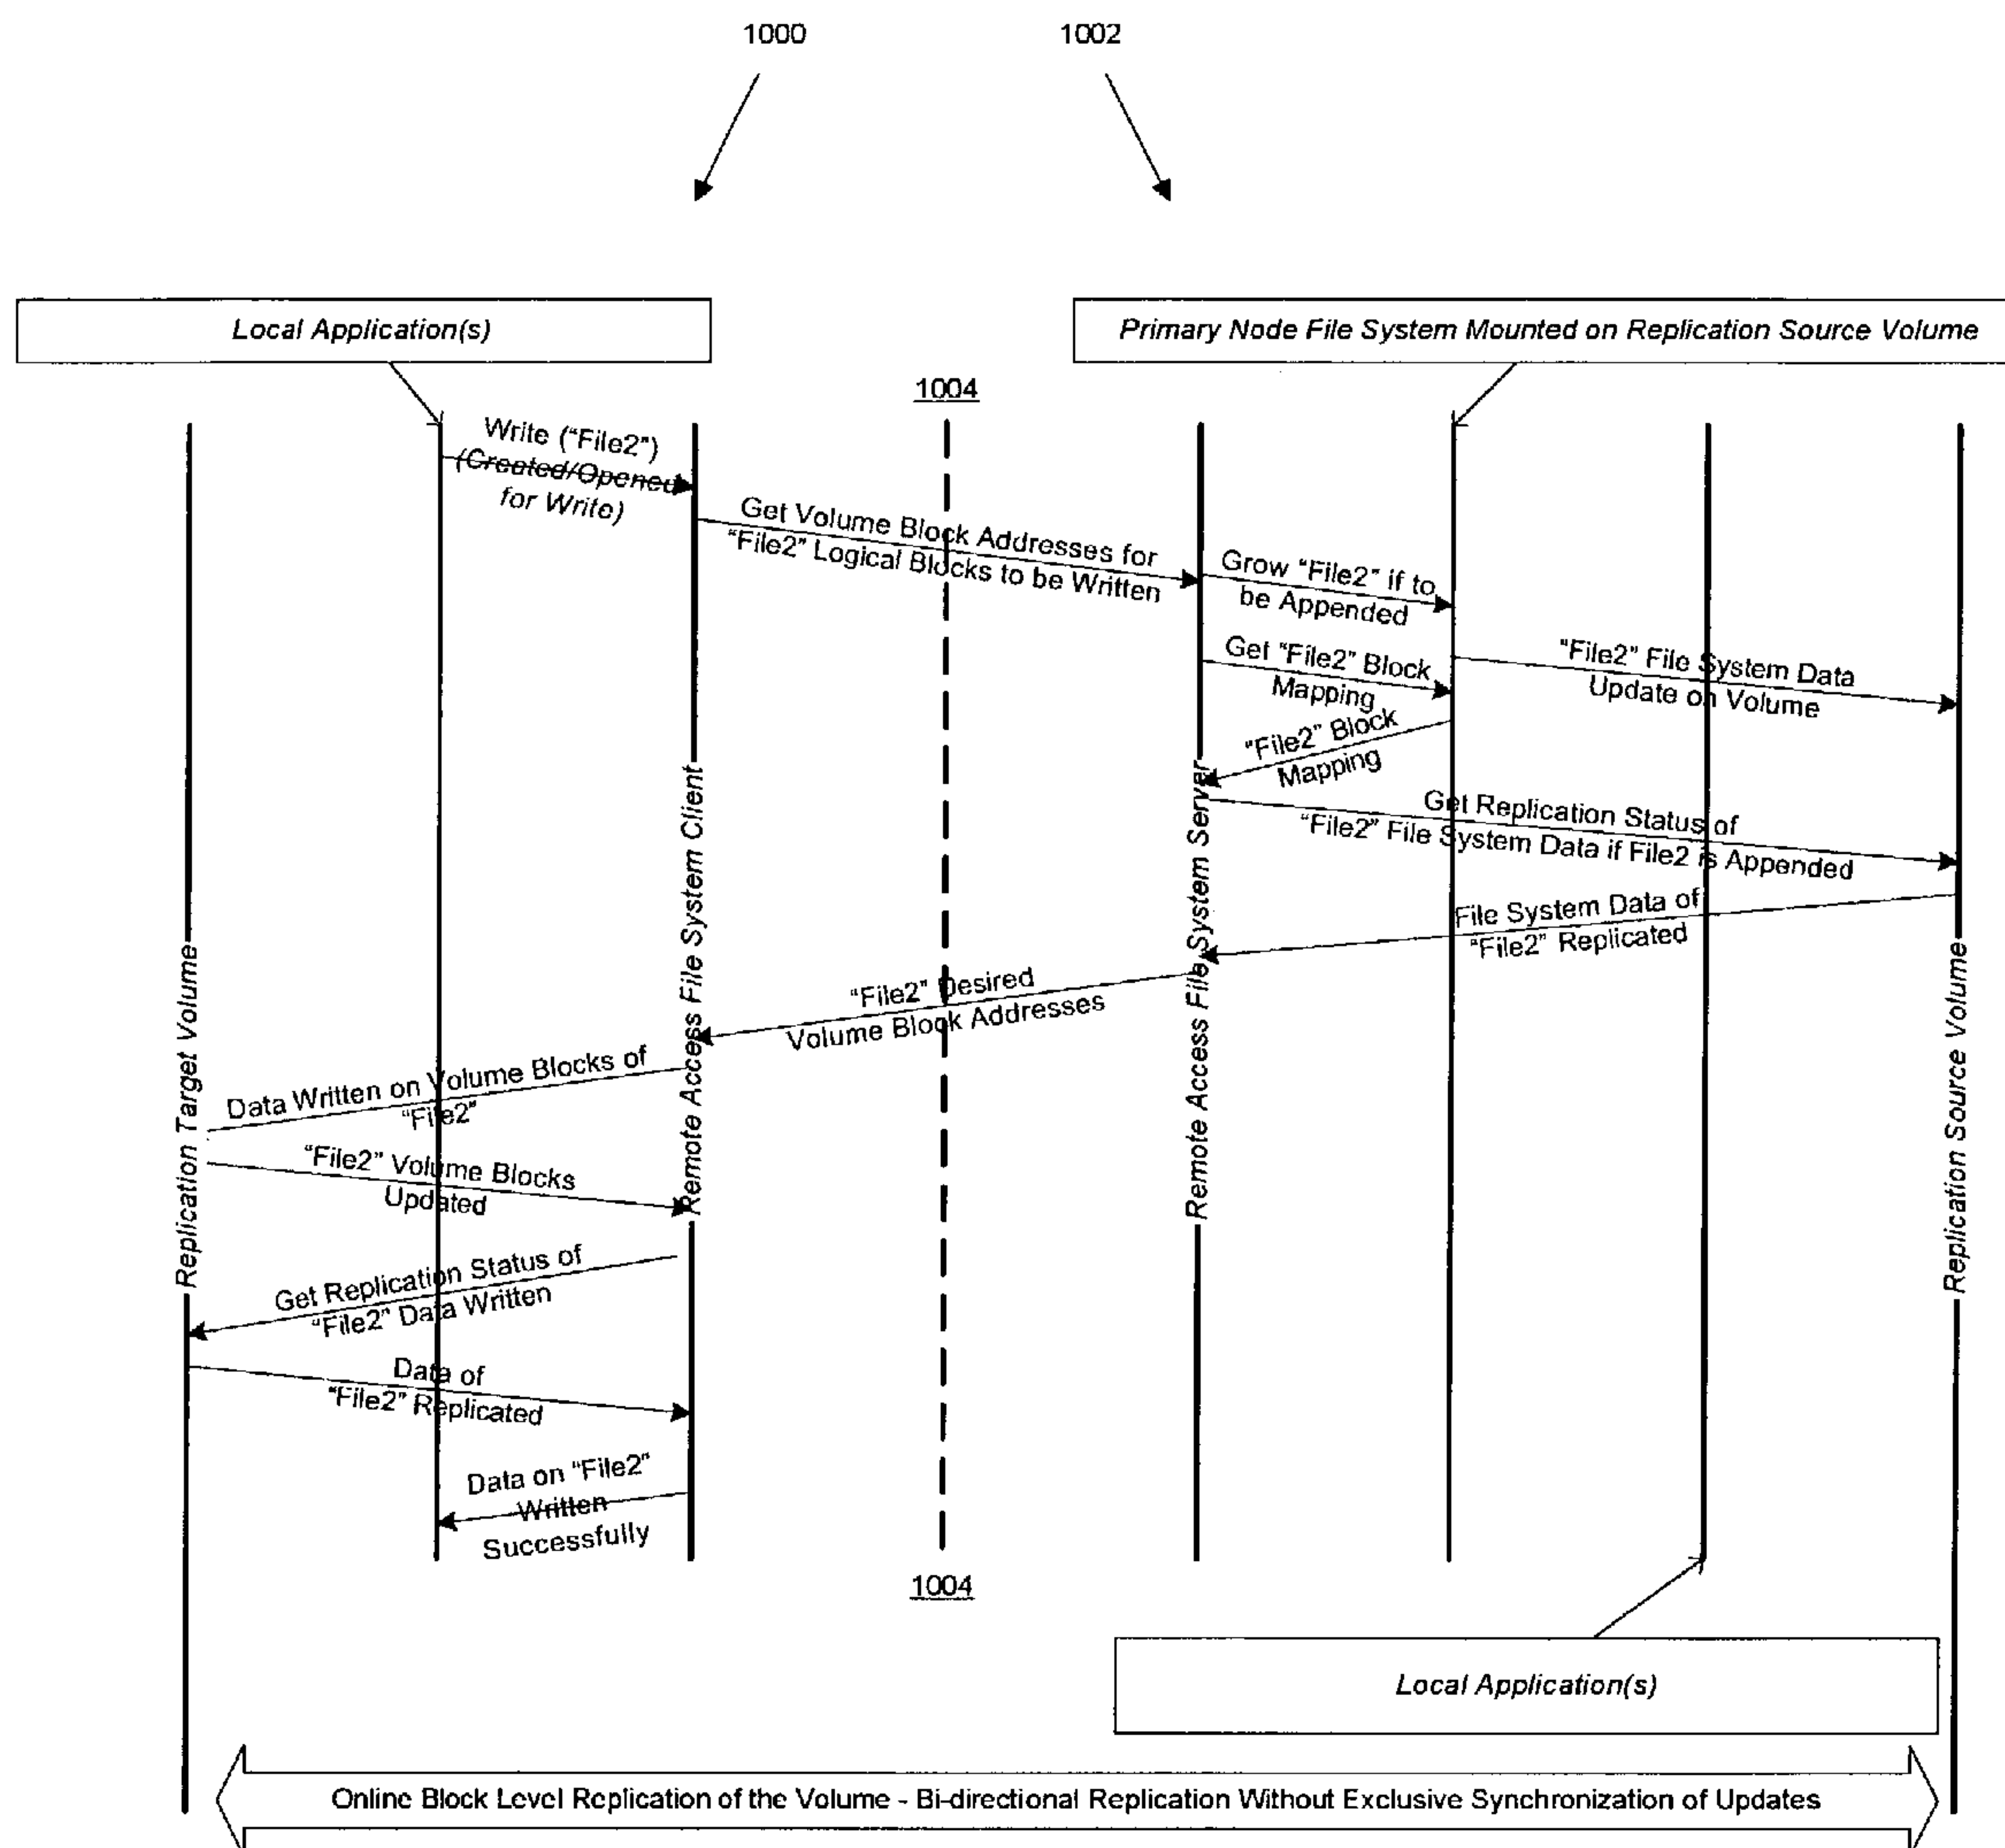 1000
1002
Local Application(s)
Primary Node File System Mounted on Replication Source Volume
1004
Write ("File2")
(Created/Opened
for Write)
Get Volume Block Addresses for
"File2" Logical Blocks to be Written
Grow "File2" if to
be Appended
Get "File2" Block
Mapping
"File2" File System Data
Update on Volume
"File2" Block
Mapping
Get Replication Status of
"File2" File System Data if File2 is Appended
File System Data of
"File2" Replicated
"File2" Desired
Volume Block Addresses
Data Written on Volume Blocks of
"File2"
"File2" Volume Blocks
Updated
Get Replication Status of
"File2" Data Written
Data of
"File2" Replicated
Data on "File2"
Written
Successfully
Replication Target Volume
Remote Access File System Client
Remote Access File System Server
Replication Source Volume
1004
Local Application(s)
Online Block Level Replication of the Volume - Bi-directional Replication Without Exclusive Synchronization of Updates